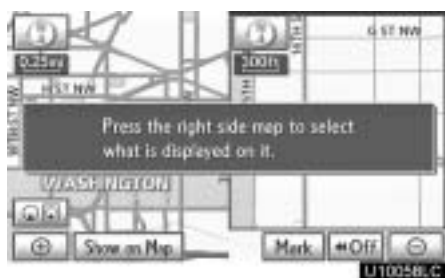 G ST NW
0.25mi
300ft
H ST NW
Press the right side map to select
what is displayed on it.
WASHINGTON
Show on Map
Mark
Off
U10058LC